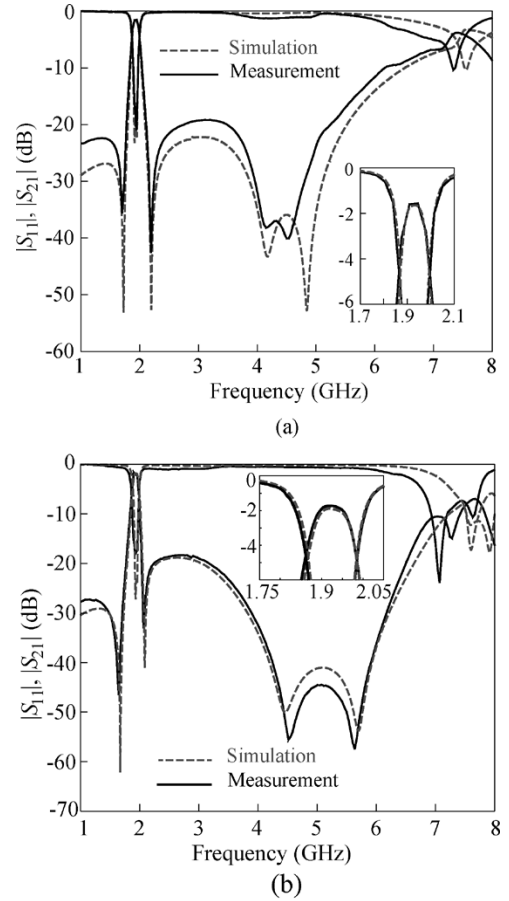 0
-10
-20
-30
-40
-50
-60
|S11|, |S21| (dB)
Simulation
Measurement
0
-2
-4
-6
1.7 1.9 2.1
1 2 3 4 5 6 7 8
Frequency (GHz)
(a)
0
-10
-20
-30
-40
-50
-60
-70
|S11|, |S21| (dB)
0
-2
-4
1.75 1.9 2.05
Simulation
Measurement
1 2 3 4 5 6 7 8
Frequency (GHz)
(b)